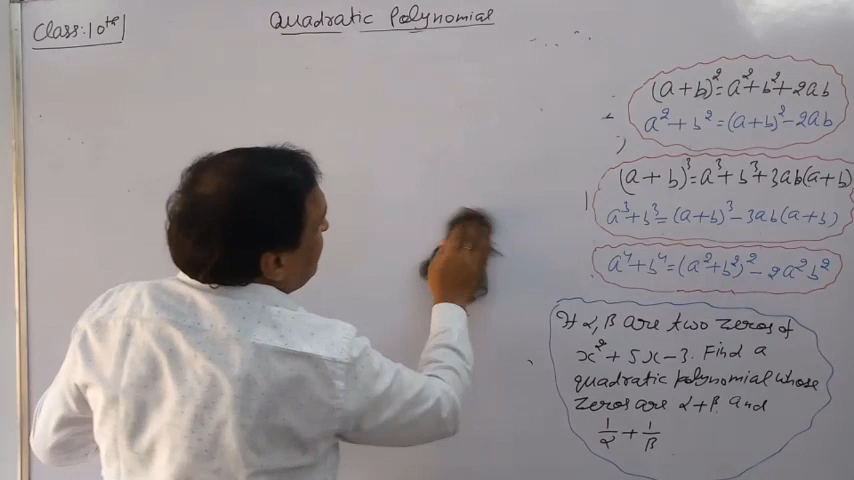 Class:10th
Quadratic Polynomial
(a+b)²=a²+b²+2ab
a²+b²=(a+b)²-2ab
(a+b)³=a³+b³+3ab(a+b)
a³+b³=(a+b)³-3ab(a+b)
a⁴+b⁴=(a²+b²)²-2a²b²
If α,β are two zeros of
x²+5x-3. Find a
quadratic polynomial whose
zeros are α+β and
1/α + 1/β